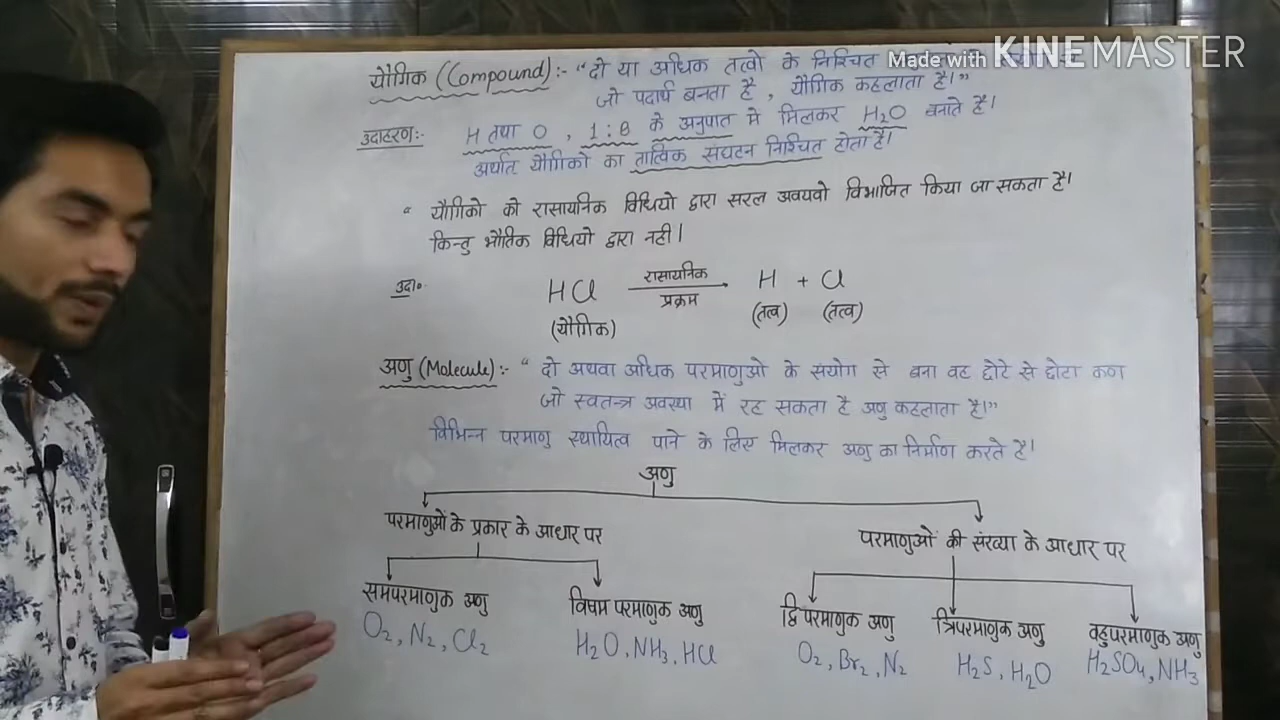 Made with KINEMASTER
यौगिक (Compound) :- "दो या अधिक तत्वो के निश्चित
जो पदार्थ बनता है, यौगिक कहलाता है।"
उदाहरण:- H तथा O, 1:8 के अनुपात मे मिलकर H₂O बनाते है।
अर्थात यौगिको का तात्विक संघटन निश्चित होता है।
" यौगिको को रासायनिक विधियो द्वारा सरल अवयवो विभाजित किया जा सकता है।
किन्तु भौतिक विधियो द्वारा नही।
उदा० HCl रासायनिक प्रक्रम H + Cl
(यौगिक) (तत्व) (तत्व)
अणु (Molecule) :- " दो अथवा अधिक परमाणुओ के संयोग से बना वह छोटे से छोटा कण
जो स्वतन्त्र अवस्था में रह सकता है अणु कहलाता है।"
विभिन्न परमाणु स्थायित्व पाने के लिए मिलकर अणु का निर्माण करते है।
अणु
परमाणुओं के प्रकार के आधार पर परमाणुओं की संख्या के आधार पर
समपरमाणुक अणु विषम परमाणुक अणु द्विपरमाणुक अणु त्रिपरमाणुक अणु बहुपरमाणुक अणु
O₂, N₂, Cl₂ H₂O, NH₃, HCl O₂, Br₂, N₂ H₂S, H₂O H₂SO₄, NH₃